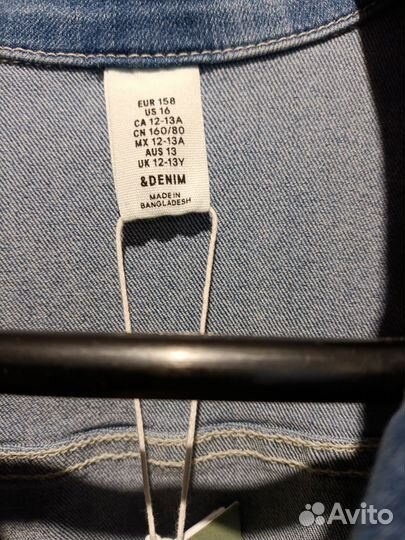 EUR 158
US 16
CA 12-13A
CN 160/80
MX 12-13A
AUS 13
UK 12-13Y
&DENIM
MADE IN
BANGLADESH
Avito